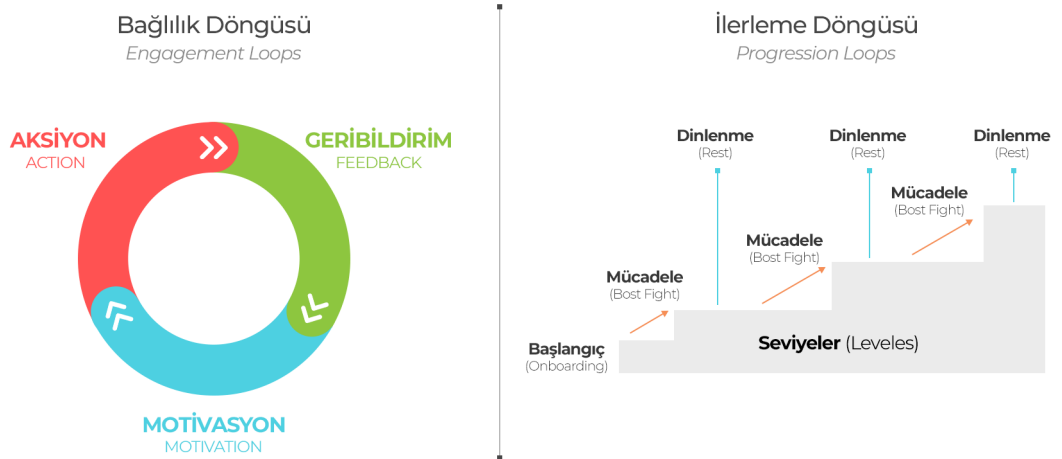 Bağlılık Döngüsü
Engagement Loops
AKSİYON
ACTION
GERİBİLDİRİM
FEEDBACK
MOTİVASYON
MOTIVATION
İlerleme Döngüsü
Progression Loops
Dinlenme
(Rest)
Dinlenme
(Rest)
Dinlenme
(Rest)
Mücadele
(Bost Fight)
Mücadele
(Bost Fight)
Mücadele
(Bost Fight)
Başlangıç
(Onboarding)
Seviyeler (Leveles)